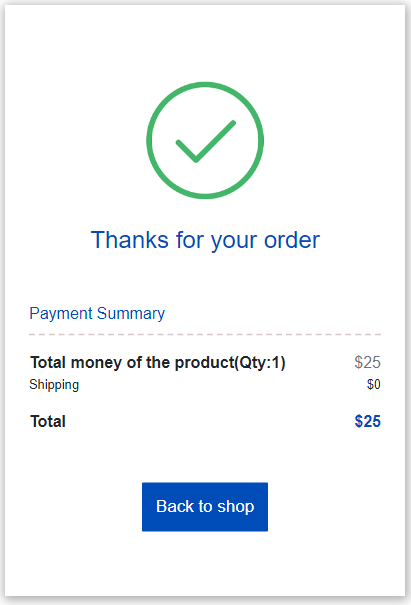 Thanks for your order
Payment Summary
Total money of the product(Qty:1) $25
Shipping $0
Total $25
Back to shop